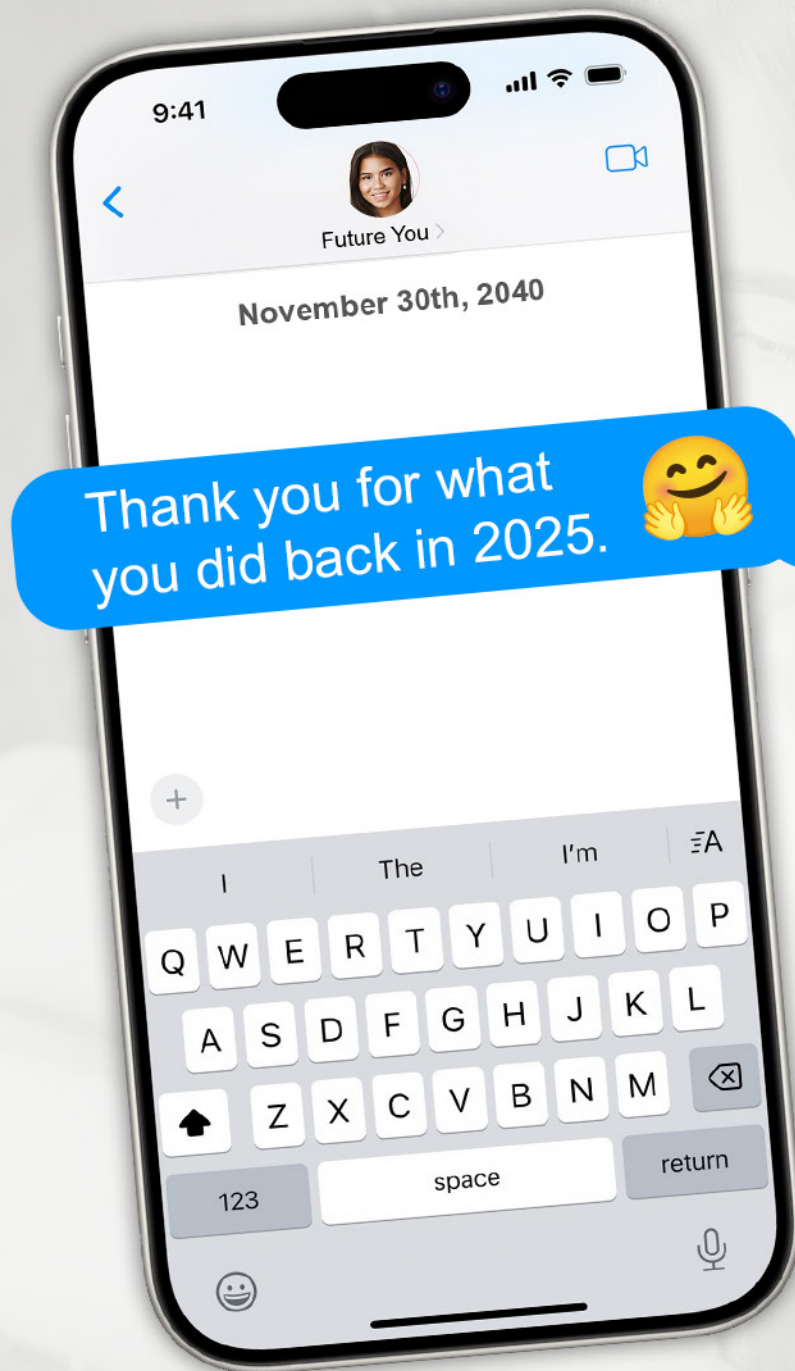 9:41
Future You
November 30th, 2040
Thank you for what
you did back in 2025.
I The I'm A
Q W E R T Y U I O P
A S D F G H J K L
Z X C V B N M
123 space return